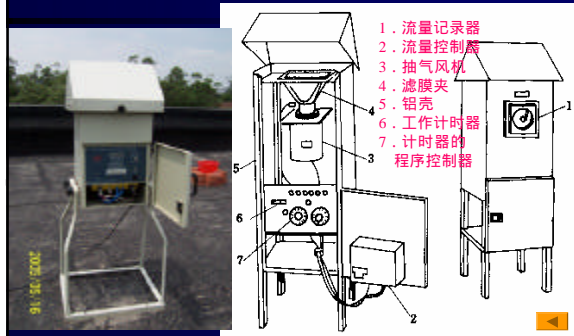 1．流量记录器
2．流量控制器
3．抽气风机
4．滤膜夹
5．铝壳
6．工作计时器
7．计时器的
程序控制器
4
3
5
6
7
2
1
2005.05.16